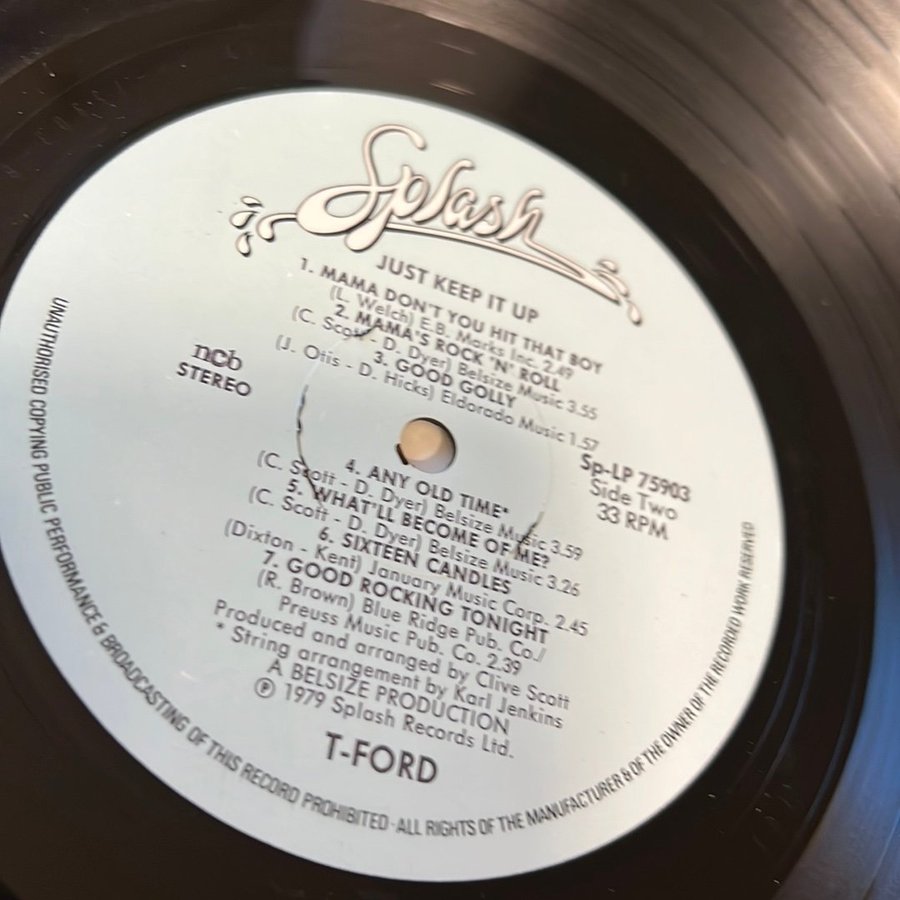 Splash
JUST KEEP IT UP
1. MAMA DON'T YOU HIT THAT BOY
(L. Welch) E.B. Marks Inc. 2.49
2. MAMA'S ROCK 'N' ROLL
(C. Scott - D. Dyer) Belsize Music 3.55
3. GOOD GOLLY
(J. Otis - D. Hicks) Eldorado Music 1.57
ncb
STEREO
Sp-LP 75903
Side Two
33 RPM
4. ANY OLD TIME*
(C. Scott - D. Dyer) Belsize Music 3.59
5. WHAT'LL BECOME OF ME?
(C. Scott - D. Dyer) Belsize Music 3.26
6. SIXTEEN CANDLES
(Dixton - Kent) January Music Corp. 2.45
7. GOOD ROCKING TONIGHT
(R. Brown) Blue Ridge Pub. Co./
Preuss Music Pub. Co. 2.39
Produced and arranged by Clive Scott
* String arrangement by Karl Jenkins
A BELSIZE PRODUCTION
℗ 1979 Splash Records Ltd.
T-FORD
UNAUTHORISED COPYING PUBLIC PERFORMANCE & BROADCASTING OF THIS RECORD PROHIBITED · ALL RIGHTS OF THE MANUFACTURER & OF THE OWNER OF THE RECORDED WORK RESERVED